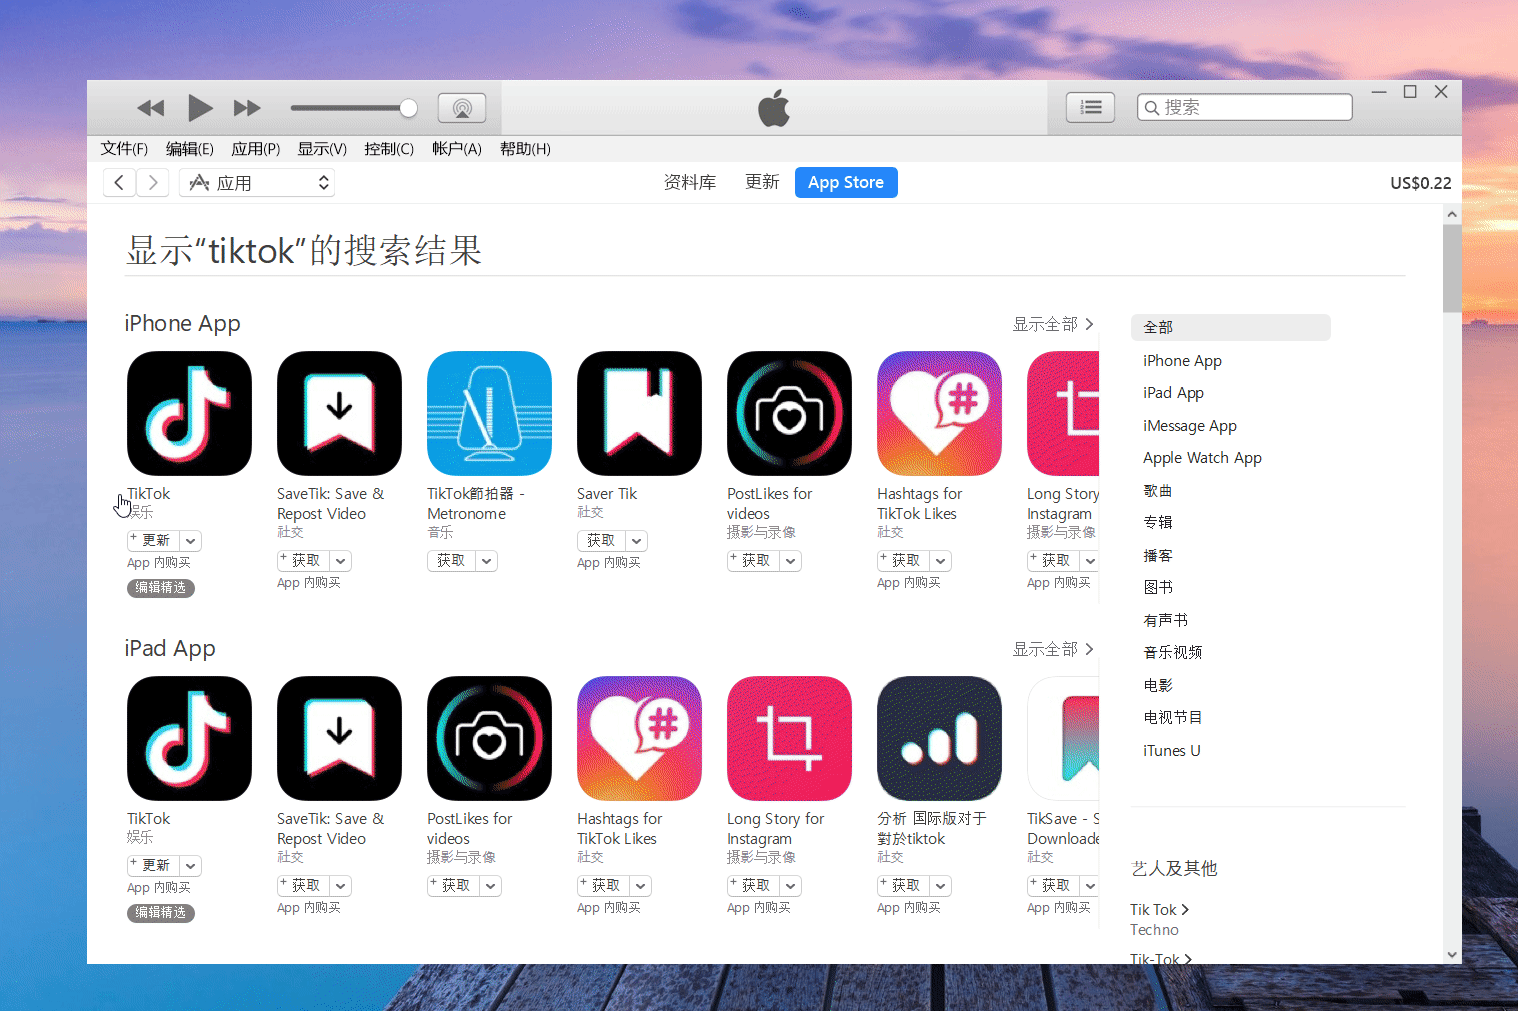 搜索
文件(F) 编辑(E) 应用(P) 显示(V) 控制(C) 帐户(A) 帮助(H)
应用
资料库 更新 App Store
US$0.22
显示“tiktok”的搜索结果
iPhone App
显示全部
TikTok
娱乐
更新
App 内购买
编辑精选
SaveTik: Save &
Repost Video
社交
获取
App 内购买
TikTok節拍器 -
Metronome
音乐
获取
Saver Tik
社交
获取
App 内购买
PostLikes for
videos
摄影与录像
获取
Hashtags for
TikTok Likes
社交
获取
App 内购买
Long Story
Instagram
摄影与录像
获取
App 内购买
iPad App
显示全部
TikTok
娱乐
更新
App 内购买
编辑精选
SaveTik: Save &
Repost Video
社交
获取
App 内购买
PostLikes for
videos
摄影与录像
获取
Hashtags for
TikTok Likes
社交
获取
App 内购买
Long Story for
Instagram
摄影与录像
获取
App 内购买
分析 国际版对于
對於tiktok
社交
获取
App 内购买
TikSave - S
Downloade
社交
获取
App 内购买
全部
iPhone App
iPad App
iMessage App
Apple Watch App
歌曲
专辑
播客
图书
有声书
音乐视频
电影
电视节目
iTunes U
艺人及其他
Tik Tok
Techno
Tik-Tok